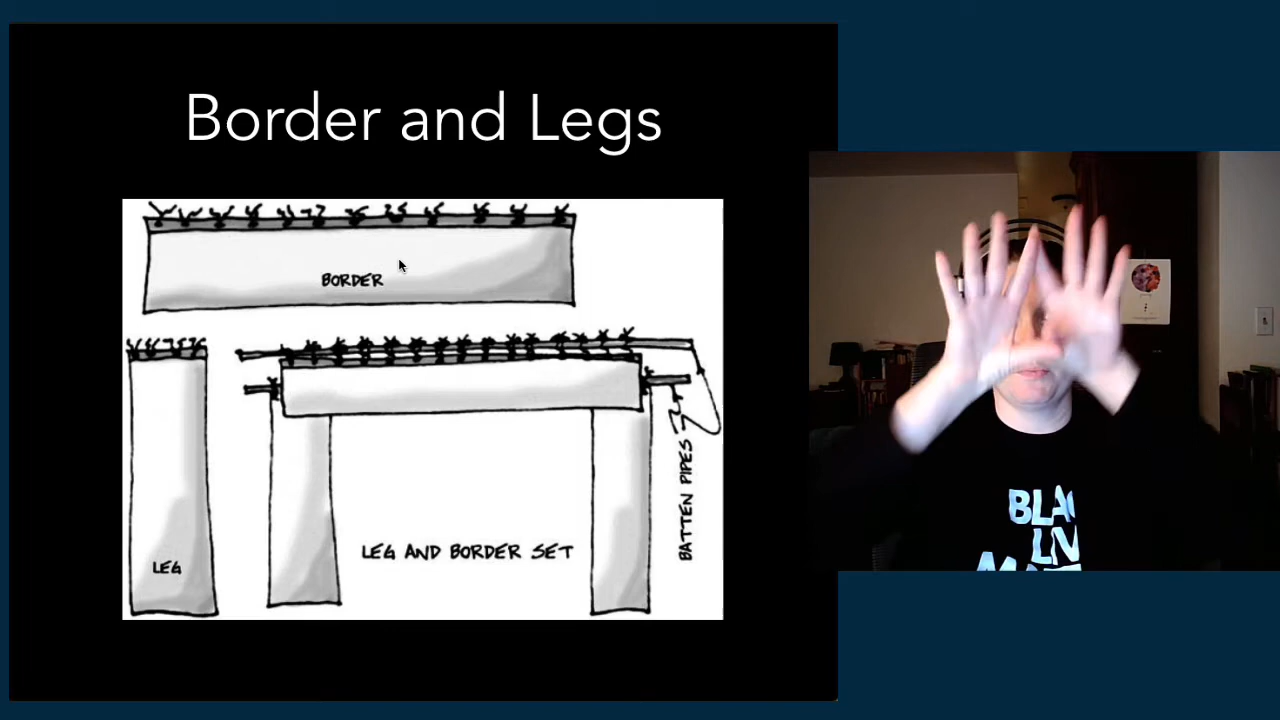 Border and Legs
BORDER
LEG
LEG AND BORDER SET
BATTEN PIPES